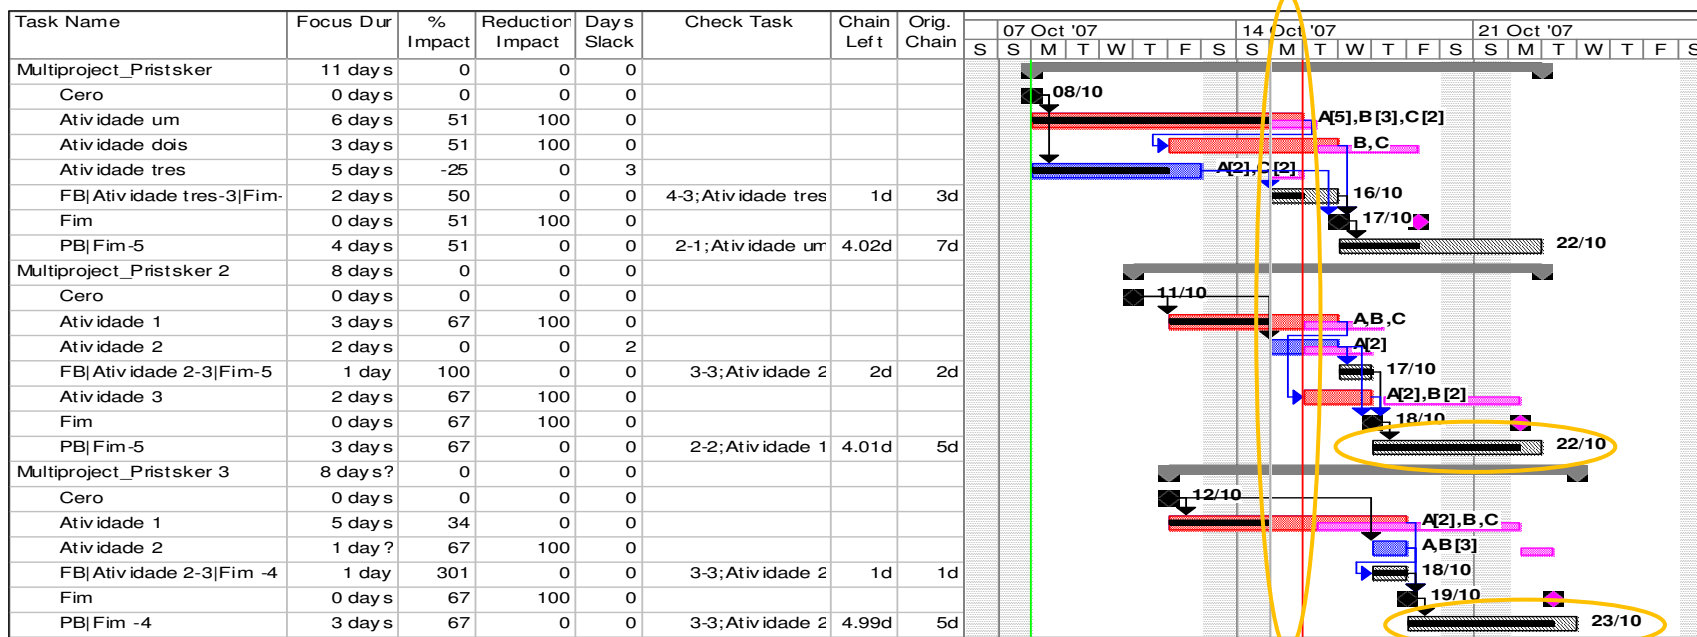 Task Name Focus Dur % Impact Reduction Impact Days Slack Check Task Chain Left Orig. Chain
07 Oct '07 14 Oct '07 21 Oct '07
S S M T W T F S S M T W T F S S M T W T F S
Multiproject_Pristsker 11 days 0 0 0
Cero 0 days 0 0 0 08/10
Atividade um 6 days 51 100 0 A[5],B[3],C[2]
Atividade dois 3 days 51 100 0 B,C
Atividade tres 5 days -25 0 3 A[2],C[2]
FB|Atividade tres-3|Fim- 2 days 50 0 0 4-3;Atividade tres 1d 3d 16/10
Fim 0 days 51 100 0 17/10
PB|Fim-5 4 days 51 0 0 2-1;Atividade um 4.02d 7d 22/10
Multiproject_Pristsker 2 8 days 0 0 0
Cero 0 days 0 0 0 11/10
Atividade 1 3 days 67 100 0 A,B,C
Atividade 2 2 days 0 0 2 A[2]
FB|Atividade 2-3|Fim-5 1 day 100 0 0 3-3;Atividade 2 2d 2d 17/10
Atividade 3 2 days 67 100 0 A[2],B[2]
Fim 0 days 67 100 0 18/10
PB|Fim-5 3 days 67 0 0 2-2;Atividade 1 4.01d 5d 22/10
Multiproject_Pristsker 3 8 days? 0 0 0
Cero 0 days 0 0 0 12/10
Atividade 1 5 days 34 0 0 A[2],B,C
Atividade 2 1 day? 67 100 0 A,B[3]
FB|Atividade 2-3|Fim -4 1 day 301 0 0 3-3;Atividade 2 1d 1d 18/10
Fim 0 days 67 100 0 19/10
PB|Fim -4 3 days 67 0 0 3-3;Atividade 2 4.99d 5d 23/10